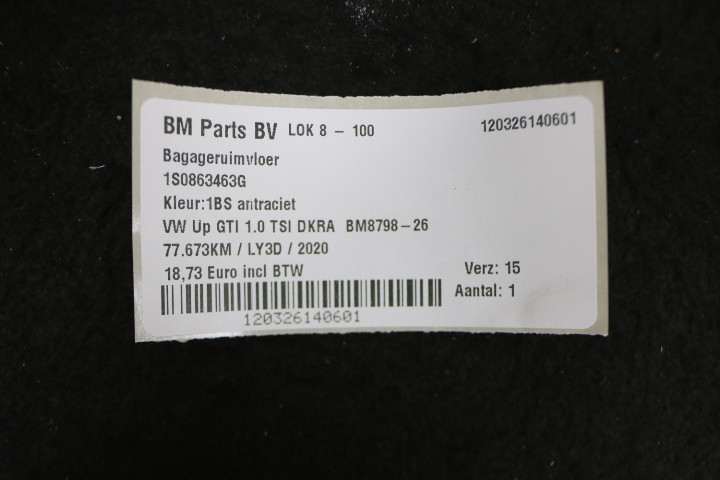 BM Parts BV LOK 8 - 100 120326140601
Bagageruimvloer
1S0863463G
Kleur:1BS antraciet
VW Up GTI 1.0 TSI DKRA BM8798-26
77.673KM / LY3D / 2020
18,73 Euro incl BTW Verz: 15
Aantal: 1
120326140601